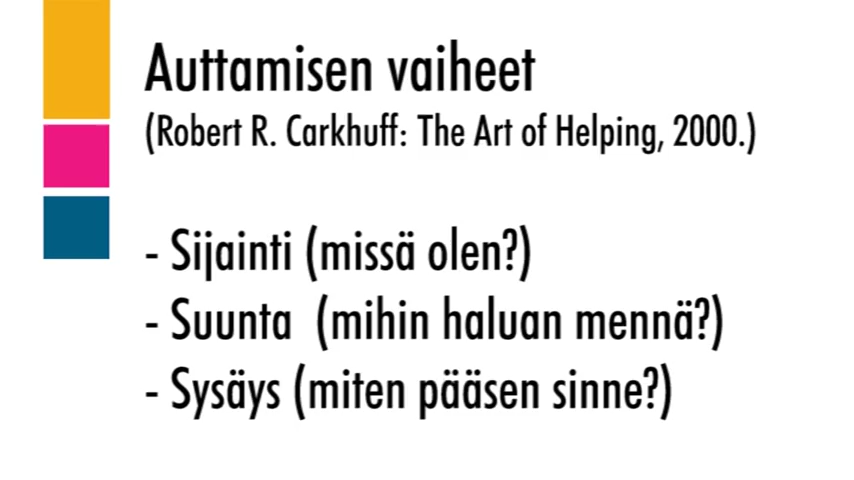 Auttamisen vaiheet
(Robert R. Carkhuff: The Art of Helping, 2000.)
- Sijainti (missä olen?)
- Suunta (mihin haluan mennä?)
- Sysäys (miten pääsen sinne?)